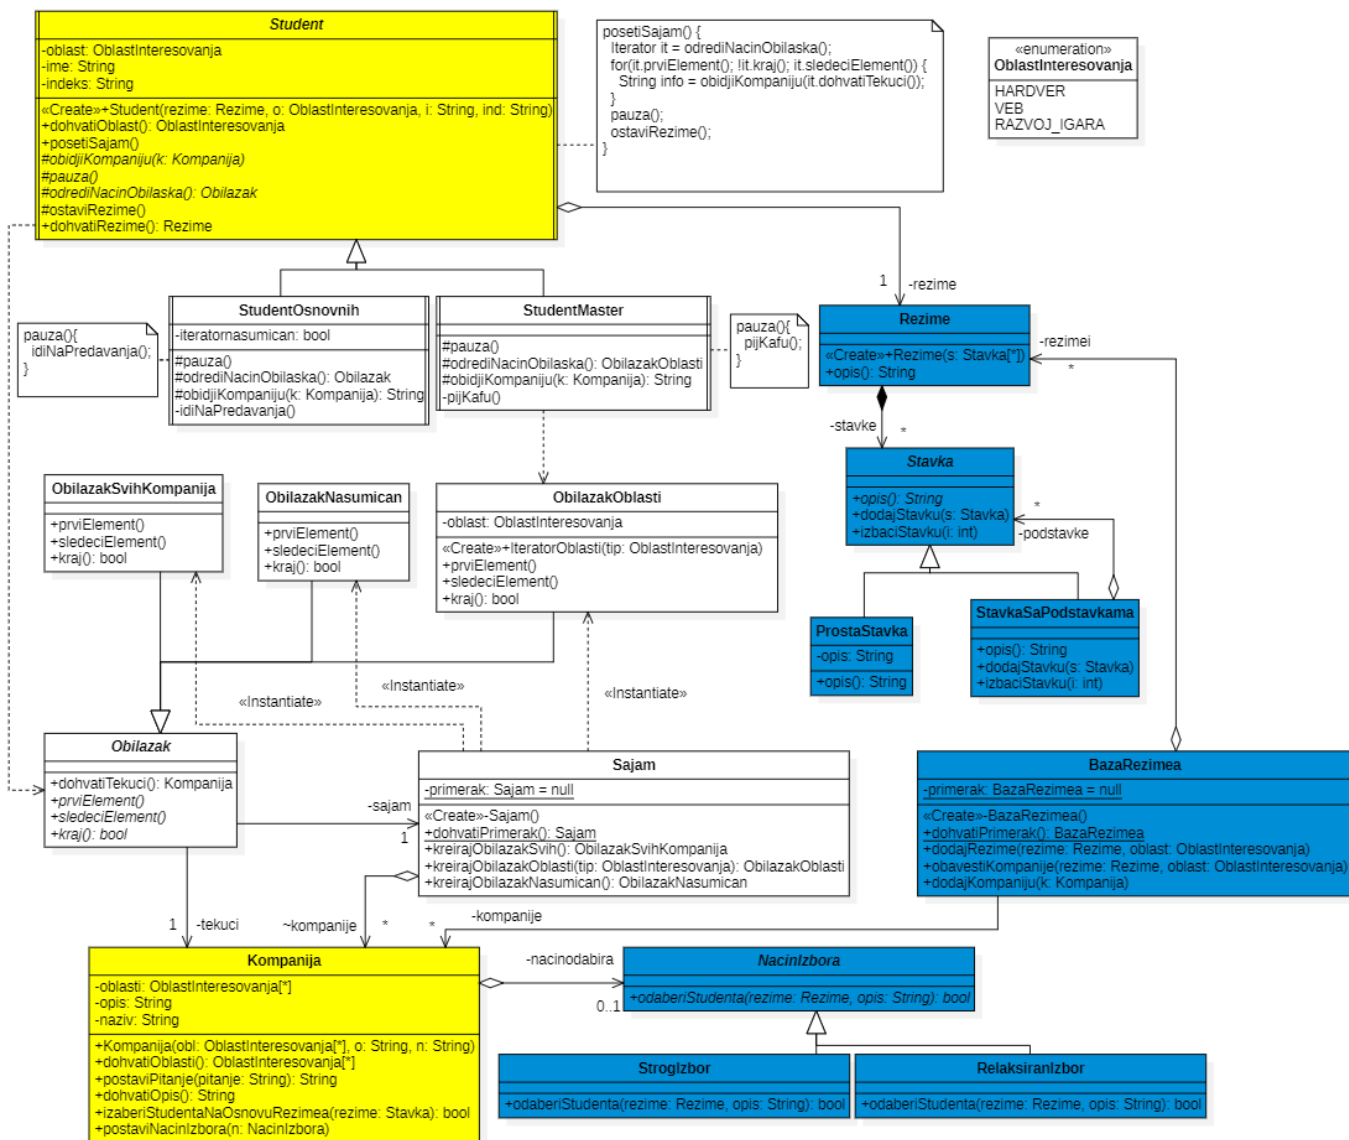 Student
-oblast: OblastInteresovanja
-ime: String
-indeks: String
«Create»+Student(rezime: Rezime, o: OblastInteresovanja, i: String, ind: String)
+dohvatiOblast(): OblastInteresovanja
+posetiSajam()
#obidjiKompaniju(k: Kompanija)
#pauza()
#odrediNacinObilaska(): Obilazak
#ostaviRezime()
+dohvatiRezime(): Rezime
posetiSajam() {
Iterator it = odrediNacinObilaska();
for(it.prviElement(); !it.kraj(); it.sledeciElement()) {
String info = obidjiKompaniju(it.dohvatiTekuci());
}
pauza();
ostaviRezime();
}
«enumeration»
OblastInteresovanja
HARDVER
VEB
RAZVOJ_IGARA
1
-rezime
pauza(){
idiNaPredavanja();
}
StudentOsnovnih
-iteratornasumican: bool
#pauza()
#odrediNacinObilaska(): Obilazak
#obidjiKompaniju(k: Kompanija): String
-idiNaPredavanja()
StudentMaster
#pauza()
#odrediNacinObilaska(): ObilazakOblasti
#obidjiKompaniju(k: Kompanija): String
-pijKafu()
pauza(){
pijKafu();
}
Rezime
«Create»+Rezime(s: Stavka[*])
+opis(): String
-rezimei
*
-stavke
*
Stavka
+opis(): String
+dodajStavku(s: Stavka)
+izbaciStavku(i: int)
*
-podstavke
ObilazakSvihKompanija
+prviElement()
+sledeciElement()
+kraj(): bool
ObilazakNasumican
+prviElement()
+sledeciElement()
+kraj(): bool
ObilazakOblasti
-oblast: OblastInteresovanja
«Create»+IteratorOblasti(tip: OblastInteresovanja)
+prviElement()
+sledeciElement()
+kraj(): bool
ProstaStavka
-opis: String
+opis(): String
StavkaSaPodstavkama
+opis(): String
+dodajStavku(s: Stavka)
+izbaciStavku(i: int)
«Instantiate»
«Instantiate»
«Instantiate»
Obilazak
+dohvatiTekuci(): Kompanija
+prviElement()
+sledeciElement()
+kraj(): bool
-sajam
1
Sajam
-primerak: Sajam = null
«Create»-Sajam()
+dohvatiPrimerak(): Sajam
+kreirajObilazakSvih(): ObilazakSvihKompanija
+kreirajObilazakOblasti(tip: OblastInteresovanja): ObilazakOblasti
+kreirajObilazakNasumican(): ObilazakNasumican
BazaRezimea
-primerak: BazaRezimea = null
«Create»-BazaRezimea()
+dohvatiPrimerak(): BazaRezimea
+dodajRezime(rezime: Rezime, oblast: OblastInteresovanja)
+obavestiKompanije(rezime: Rezime, oblast: OblastInteresovanja)
+dodajKompaniju(k: Kompanija)
1
-tekuci
~kompanije
*
*
-kompanije
Kompanija
-oblasti: OblastInteresovanja[*]
-opis: String
-naziv: String
+Kompanija(obl: OblastInteresovanja[*], o: String, n: String)
+dohvatiOblasti(): OblastInteresovanja[*]
+postaviPitanje(pitanje: String): String
+dohvatiOpis(): String
+izaberiStudentaNaOsnovuRezimea(rezime: Stavka): bool
+postaviNacinIzbora(n: NacinIzbora)
-nacinodabira
0..1
NacinIzbora
+odaberiStudenta(rezime: Rezime, opis: String): bool
StrogIzbor
+odaberiStudenta(rezime: Rezime, opis: String): bool
RelaksiranIzbor
+odaberiStudenta(rezime: Rezime, opis: String): bool